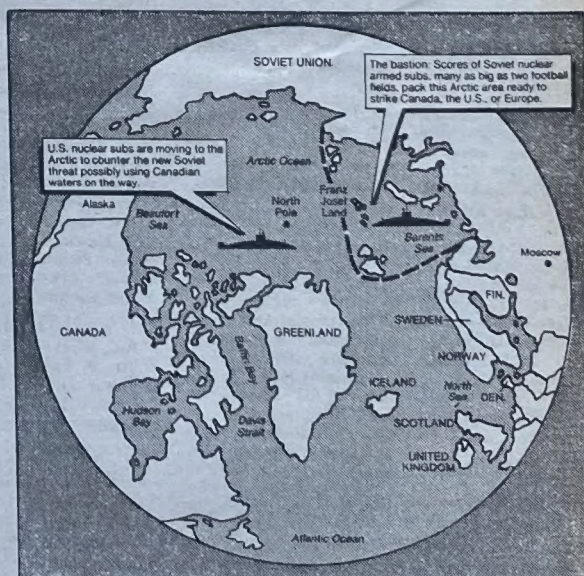 SOVIET UNION
The bastion: Scores of Soviet nuclear
armed subs, many as big as two football
fields, pack this Arctic area ready to
strike Canada, the U.S., or Europe.
U.S. nuclear subs are moving to the
Arctic to counter the new Soviet
threat possibly using Canadian
waters on the way.
Arctic Ocean
Alaska
Beaufort
Sea
North
Pole
Franz
Josef
Land
Barents
Sea
Moscow
FIN.
SWEDEN
NORWAY
CANADA
GREENLAND
Baffin Bay
ICELAND
North
Sea
DEN.
Hudson
Bay
Davis
Strait
SCOTLAND
UNITED
KINGDOM
Atlantic Ocean